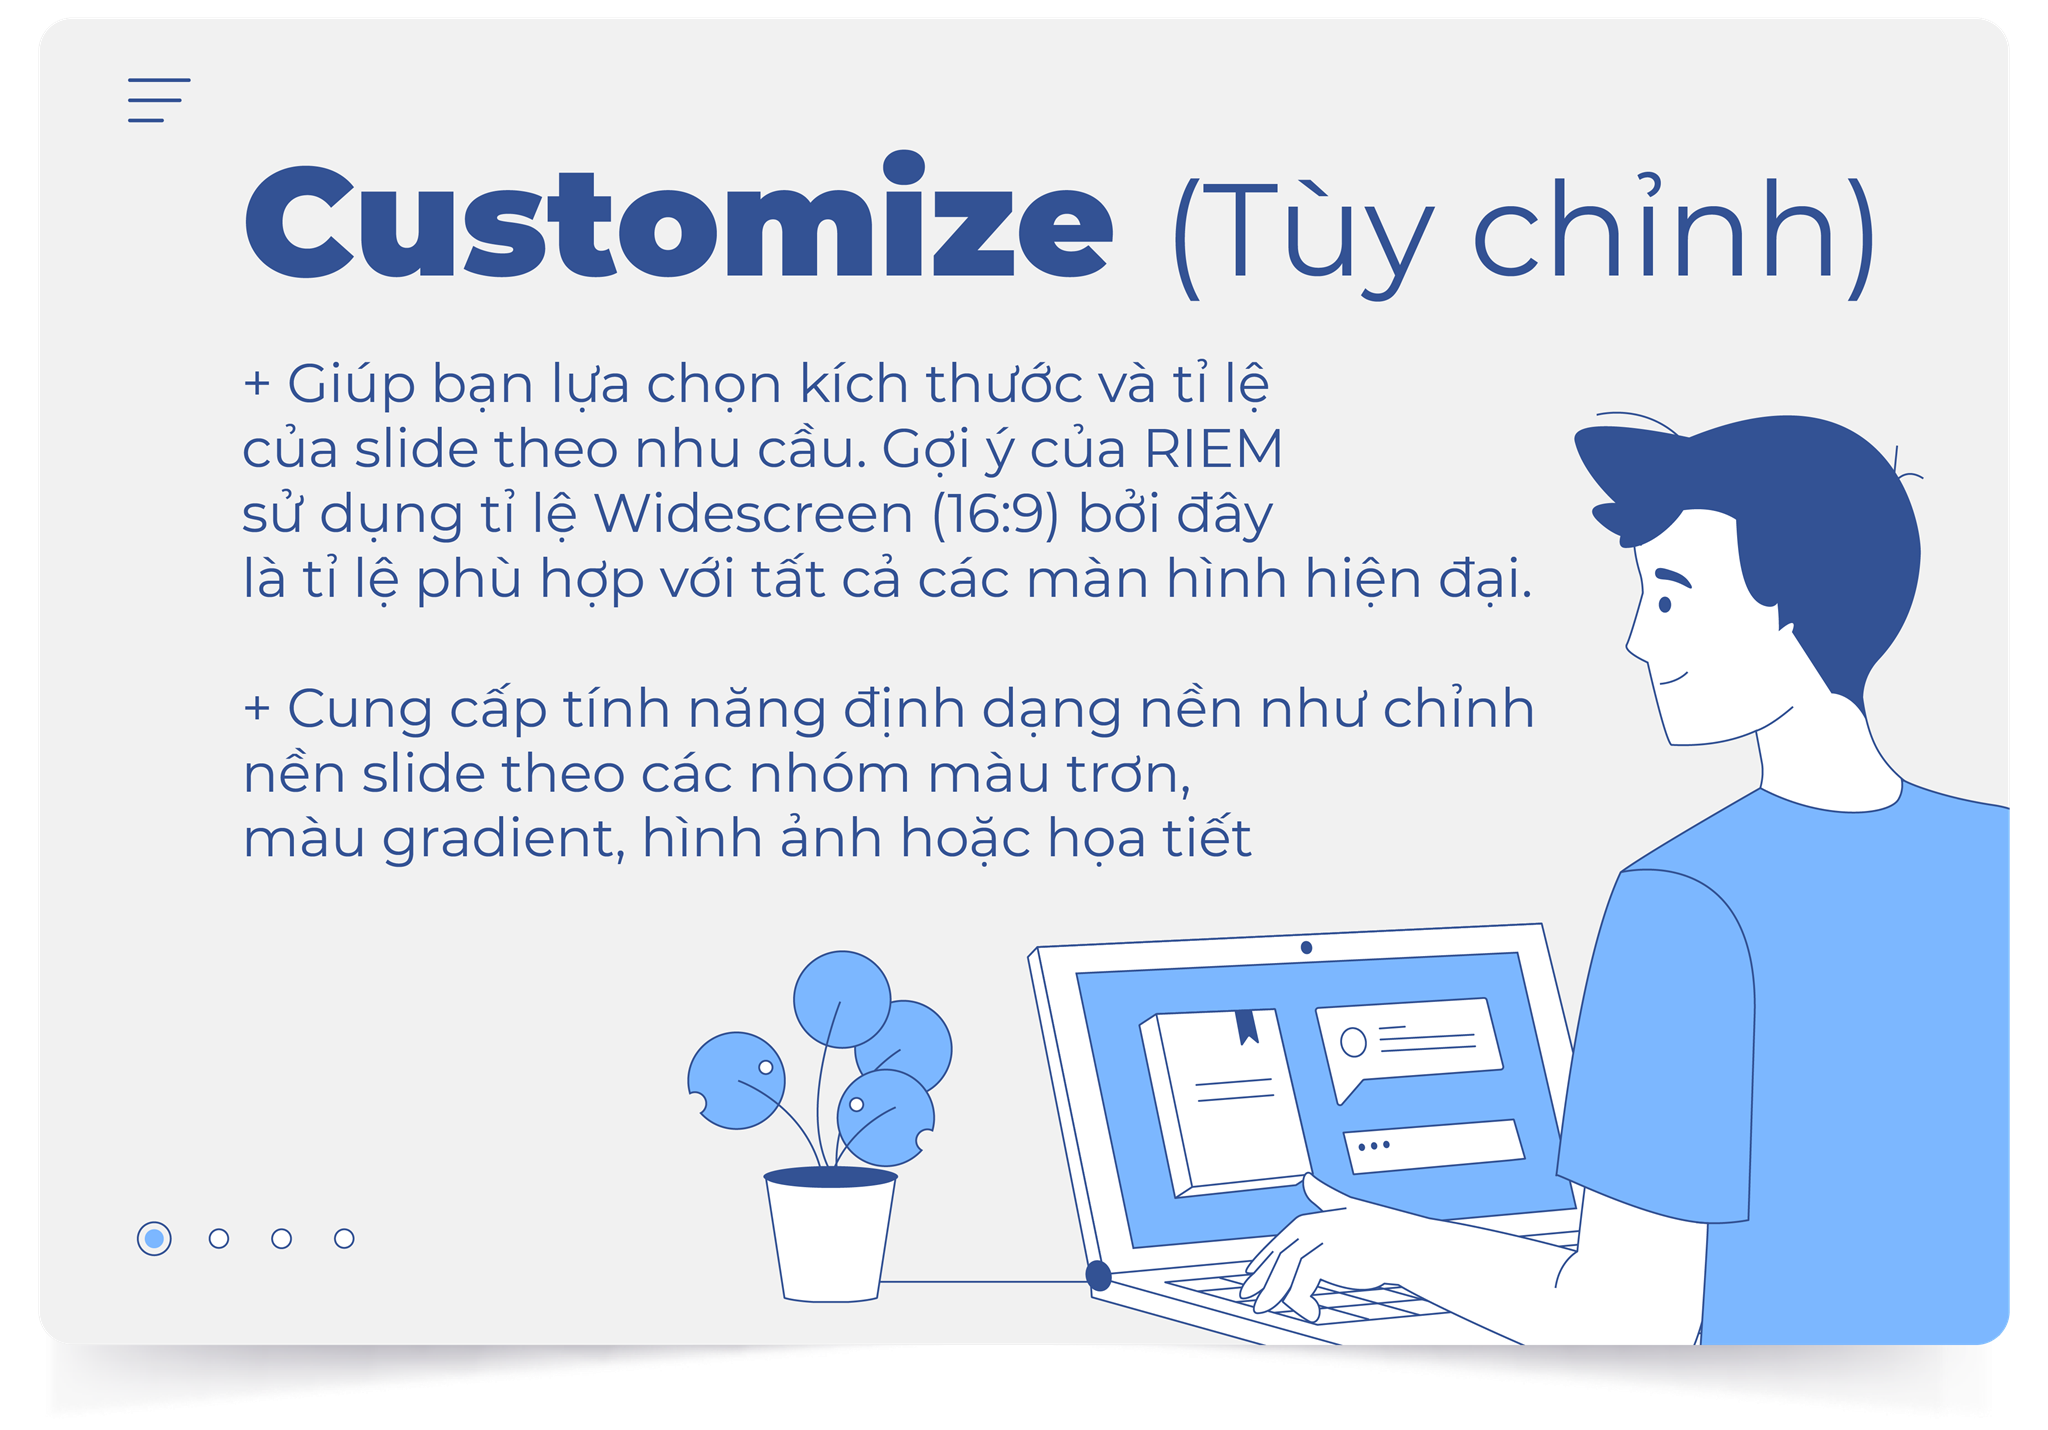 Customize (Tùy chỉnh)
+ Giúp bạn lựa chọn kích thước và tỉ lệ
của slide theo nhu cầu. Gợi ý của RIEM
sử dụng tỉ lệ Widescreen (16:9) bởi đây
là tỉ lệ phù hợp với tất cả các màn hình hiện đại.
+ Cung cấp tính năng định dạng nền như chỉnh
nền slide theo các nhóm màu trơn,
màu gradient, hình ảnh hoặc họa tiết